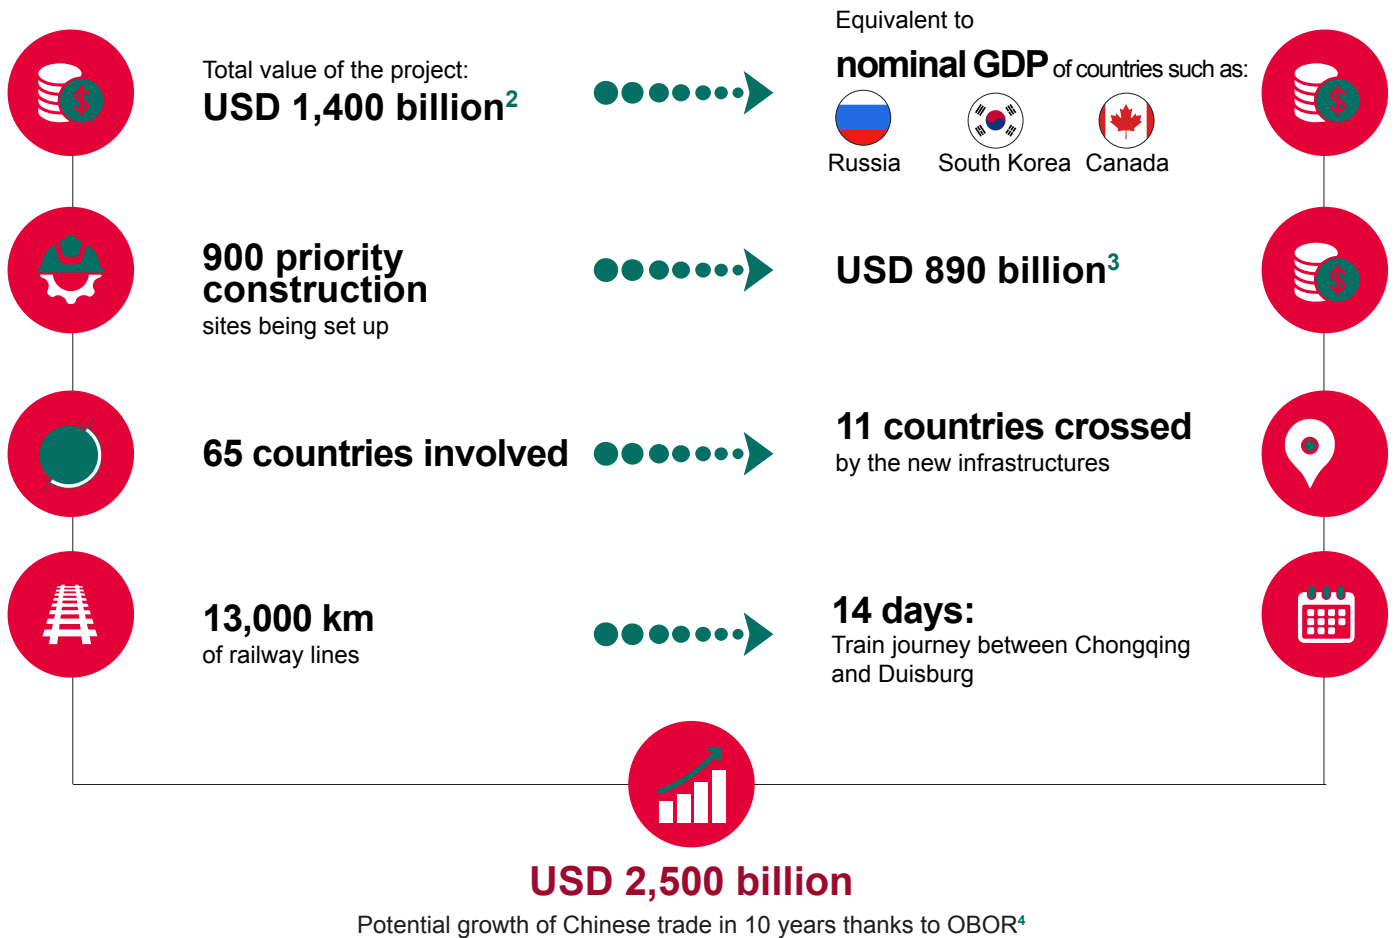 Total value of the project:
USD 1,400 billion²
Equivalent to
nominal GDP of countries such as:
Russia
South Korea
Canada
900 priority
construction
sites being set up
USD 890 billion³
65 countries involved
11 countries crossed
by the new infrastructures
13,000 km
of railway lines
14 days:
Train journey between Chongqing
and Duisburg
USD 2,500 billion
Potential growth of Chinese trade in 10 years thanks to OBOR⁴